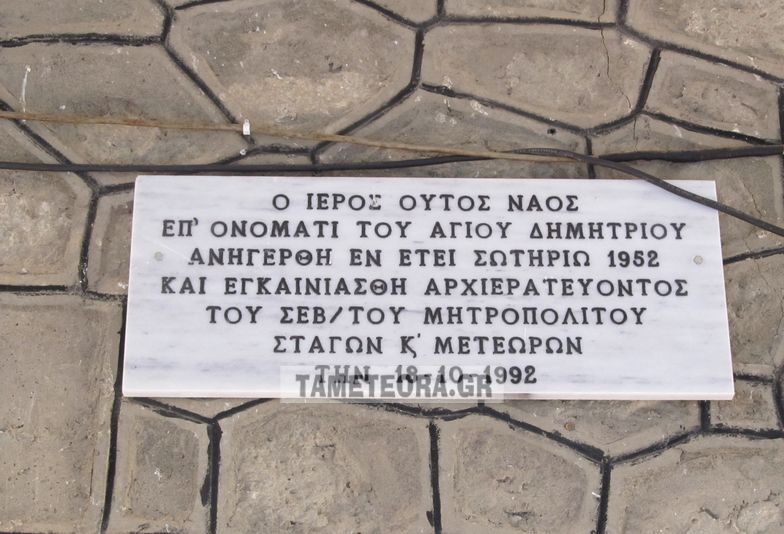 Ο ΙΕΡΟΣ ΟΥΤΟΣ ΝΑΟΣ
ΕΠ' ΟΝΟΜΑΤΙ ΤΟΥ ΑΓΙΟΥ ΔΗΜΗΤΡΙΟΥ
ΑΝΗΓΕΡΘΗ ΕΝ ΕΤΕΙ ΣΩΤΗΡΙΩ 1952
ΚΑΙ ΕΓΚΑΙΝΙΑΣΘΗ ΑΡΧΙΕΡΑΤΕΥΟΝΤΟΣ
ΤΟΥ ΣΕΒ/ΤΟΥ ΜΗΤΡΟΠΟΛΙΤΟΥ
ΣΤΑΓΩΝ Κ' ΜΕΤΕΩΡΩΝ
ΤΗΝ 18-10-1992
TAMETEORA.GR